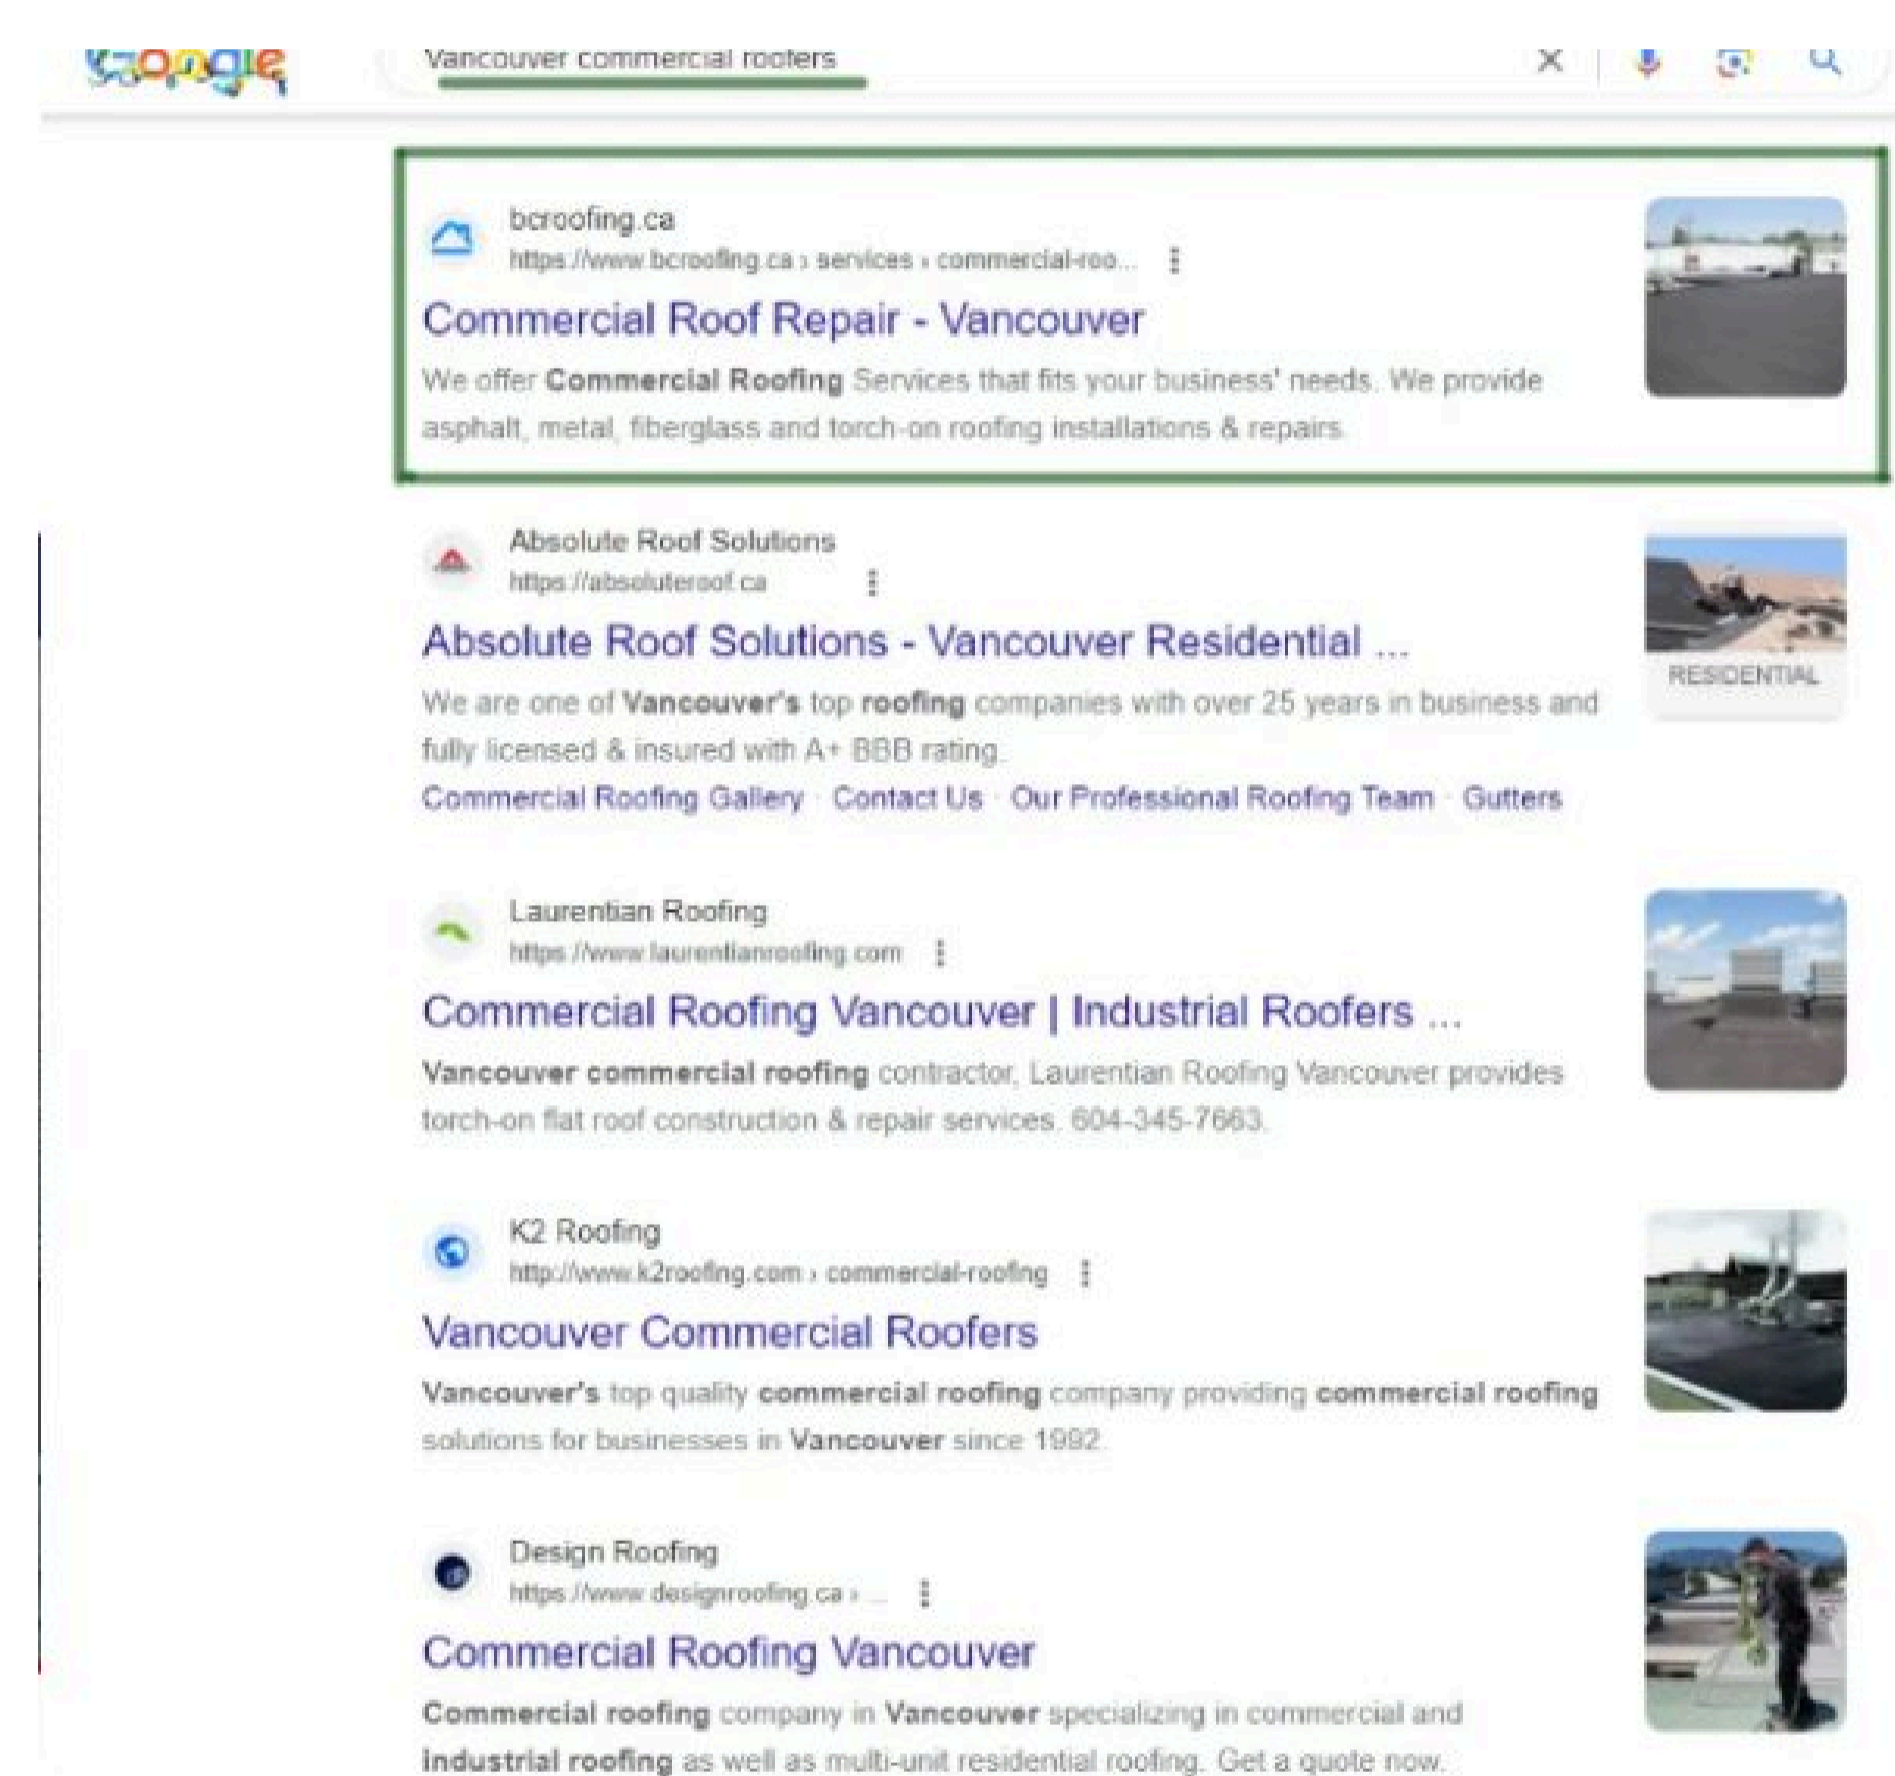 Google
Vancouver commercial roofers
bcroofing.ca
https://www.bcroofing.ca › services › commercial-roo...
Commercial Roof Repair - Vancouver
We offer Commercial Roofing Services that fits your business' needs. We provide
asphalt, metal, fiberglass and torch-on roofing installations & repairs.
Absolute Roof Solutions
https://absoluteroof.ca
Absolute Roof Solutions - Vancouver Residential ...
RESIDENTIAL
We are one of Vancouver's top roofing companies with over 25 years in business and
fully licensed & insured with A+ BBB rating.
Commercial Roofing Gallery · Contact Us · Our Professional Roofing Team · Gutters
Laurentian Roofing
https://www.laurentianroofing.com
Commercial Roofing Vancouver | Industrial Roofers ...
Vancouver commercial roofing contractor, Laurentian Roofing Vancouver provides
torch-on flat roof construction & repair services. 604-345-7663.
K2 Roofing
http://www.k2roofing.com › commercial-roofing
Vancouver Commercial Roofers
Vancouver's top quality commercial roofing company providing commercial roofing
solutions for businesses in Vancouver since 1992.
Design Roofing
https://www.designroofing.ca › ...
Commercial Roofing Vancouver
Commercial roofing company in Vancouver specializing in commercial and
industrial roofing as well as multi-unit residential roofing. Get a quote now.